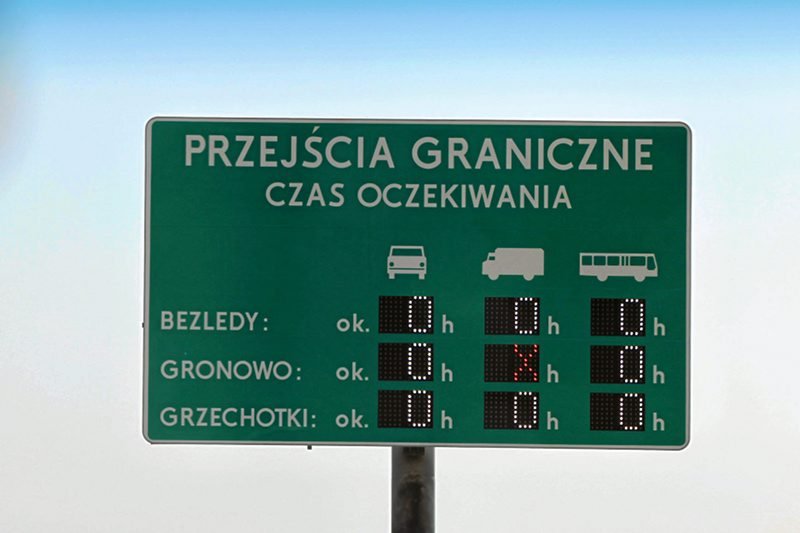 PRZEJŚCIA GRANICZNE
CZAS OCZEKIWANIA
BEZLEDY: ok. 0 h 0 h 0 h
GRONOWO: ok. 0 h X h 0 h
GRZECHOTKI: ok. 0 h 0 h 0 h